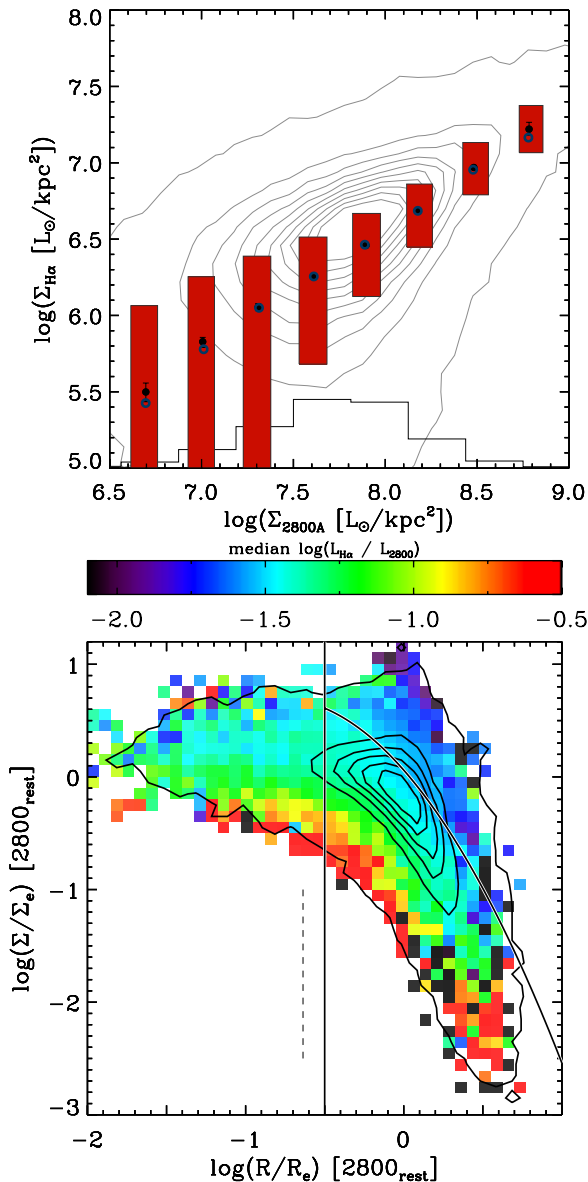 8.0
7.5
7.0
6.5
6.0
5.5
5.0
log(Σ_Hα [L_⊙/kpc²])
6.5 7.0 7.5 8.0 8.5 9.0
log(Σ_2800A [L_⊙/kpc²])
median log(L_Hα / L_2800)
−2.0 −1.5 −1.0 −0.5
1
0
−1
−2
−3
log(Σ/Σ_e) [2800_rest]
−2 −1 0
log(R/R_e) [2800_rest]